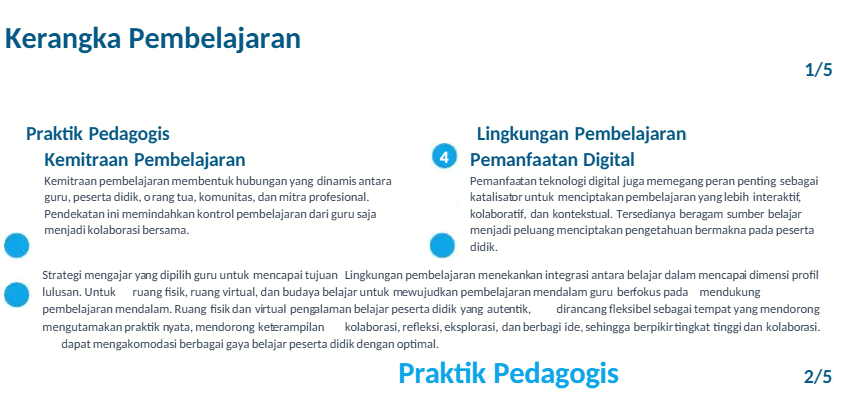 Kerangka Pembelajaran
1/5
Praktik Pedagogis
Lingkungan Pembelajaran
Kemitraan Pembelajaran
4
Pemanfaatan Digital
Kemitraan pembelajaran membentuk hubungan yang dinamis antara
guru, peserta didik, orang tua, komunitas, dan mitra profesional.
Pendekatan ini memindahkan kontrol pembelajaran dari guru saja
menjadi kolaborasi bersama.
Pemanfaatan teknologi digital juga memegang peran penting sebagai
katalisator untuk menciptakan pembelajaran yang lebih interaktif,
kolaboratif, dan kontekstual. Tersedianya beragam sumber belajar
menjadi peluang menciptakan pengetahuan bermakna pada peserta
didik.
Strategi mengajar yang dipilih guru untuk mencapai tujuan Lingkungan pembelajaran menekankan integrasi antara belajar dalam mencapai dimensi profil
lulusan. Untuk ruang fisik, ruang virtual, dan budaya belajar untuk mewujudkan pembelajaran mendalam guru berfokus pada mendukung
pembelajaran mendalam. Ruang fisik dan virtual pengalaman belajar peserta didik yang autentik, dirancang fleksibel sebagai tempat yang mendorong
mengutamakan praktik nyata, mendorong keterampilan kolaborasi, refleksi, eksplorasi, dan berbagi ide, sehingga berpikir tingkat tinggi dan kolaborasi.
dapat mengakomodasi berbagai gaya belajar peserta didik dengan optimal.
Praktik Pedagogis
2/5